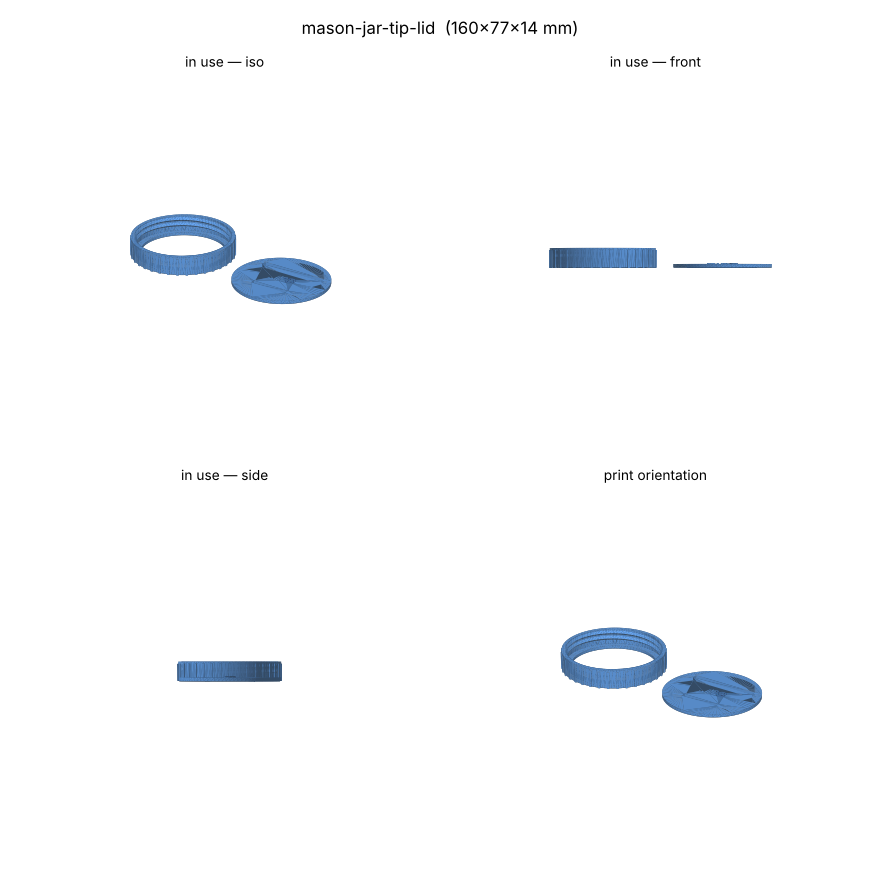 mason-jar-tip-lid (160×77×14 mm)
in use — iso
in use — front
in use — side
print orientation